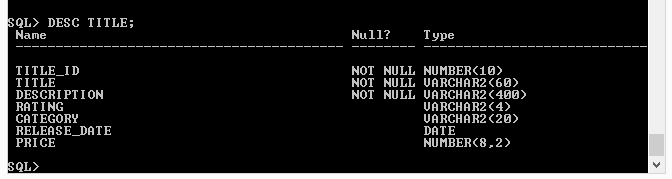 SQL> DESC TITLE;
Name Null? Type
----------------------------------------- -------- ----------------------------
TITLE_ID NOT NULL NUMBER(10)
TITLE NOT NULL VARCHAR2(60)
DESCRIPTION NOT NULL VARCHAR2(400)
RATING VARCHAR2(4)
CATEGORY VARCHAR2(20)
RELEASE_DATE DATE
PRICE NUMBER(8,2)
SQL>